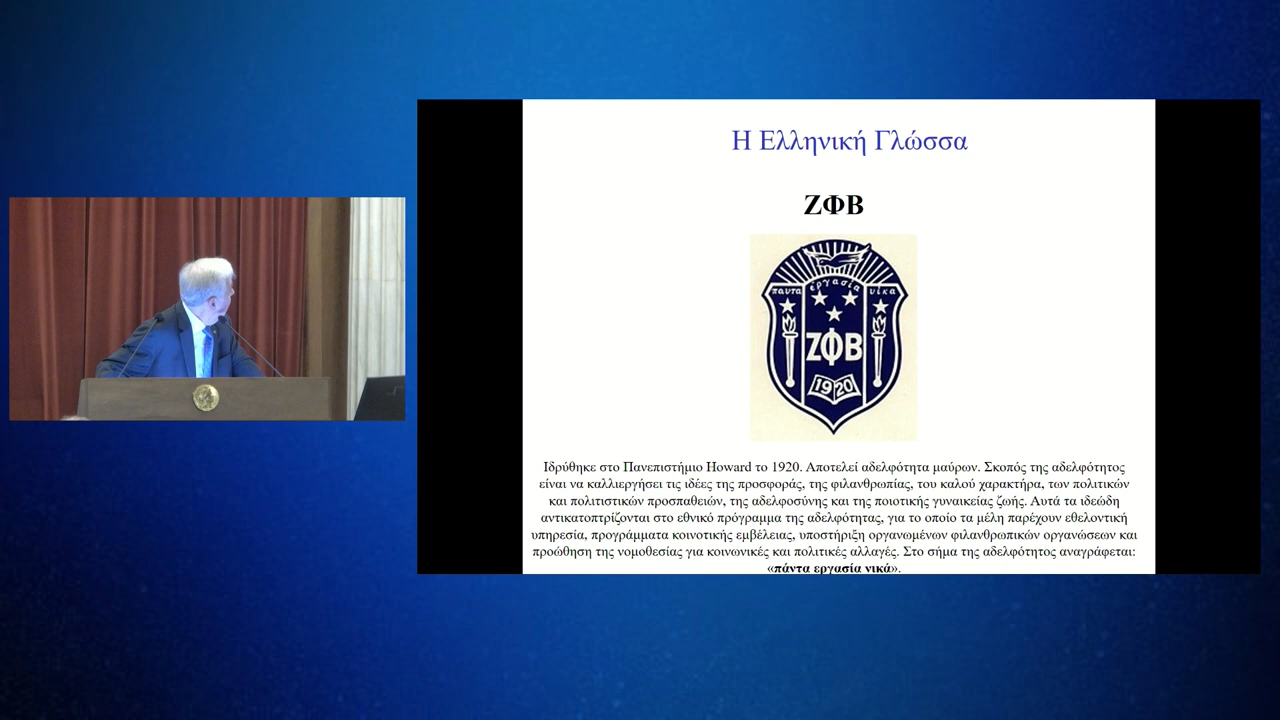 Η Ελληνική Γλώσσα
ΖΦΒ
παντα εργασία νίκα
ΖΦΒ
1920
Ιδρύθηκε στο Πανεπιστήμιο Howard το 1920. Αποτελεί αδελφότητα μαύρων. Σκοπός της αδελφότητος
είναι να καλλιεργήσει τις ιδέες της προσφοράς, της φιλανθρωπίας, του καλού χαρακτήρα, των πολιτικών
και πολιτιστικών προσπαθειών, της αδελφοσύνης και της ποιοτικής γυναικείας ζωής. Αυτά τα ιδεώδη
αντικατοπτρίζονται στο εθνικό πρόγραμμα της αδελφότητας, για το οποίο τα μέλη παρέχουν εθελοντική
υπηρεσία, προγράμματα κοινοτικής εμβέλειας, υποστήριξη οργανωμένων φιλανθρωπικών οργανώσεων και
προώθηση της νομοθεσίας για κοινωνικές και πολιτικές αλλαγές. Στο σήμα της αδελφότητος αναγράφεται:
«πάντα εργασία νικά».